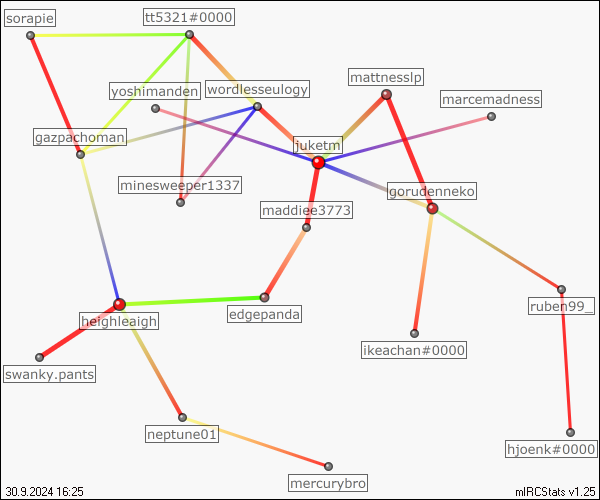 sorapie
tt5321#0000
mattnesslp
yoshimanden
wordlesseulogy
marcemadness
gazpachoman
juketm
minesweeper1337
gorudenneko
maddiee3773
heighleaigh
edgepanda
ruben99_
swanky.pants
ikeachan#0000
neptune01
hjoenk#0000
mercurybro
30.9.2024 16:25
mIRCStats v1.25